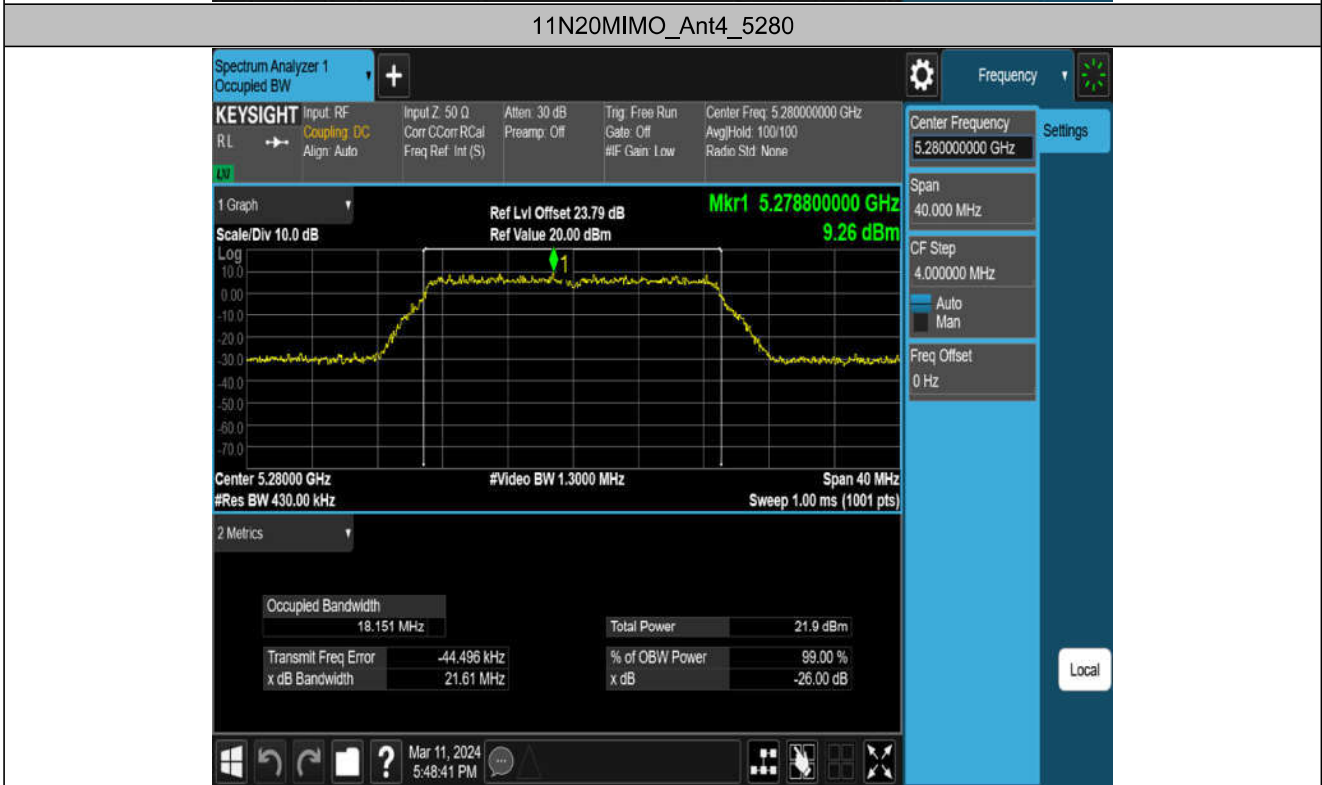 11N20MIMO_Ant4_5280
Spectrum Analyzer 1
Occupied BW
Frequency
KEYSIGHT
RL
LXI
Input: RF
Coupling: DC
Align: Auto
Input Z: 50 Ω
Corr CCorr RCal
Freq Ref: Int (S)
Atten: 30 dB
Preamp: Off
Trig: Free Run
Gate: Off
#IF Gain: Low
Center Freq: 5.280000000 GHz
Avg|Hold: 100/100
Radio Std: None
Center Frequency
5.280000000 GHz
Settings
Span
40.000 MHz
CF Step
4.000000 MHz
Auto
Man
Freq Offset
0 Hz
Local
1 Graph
Scale/Div 10.0 dB
Ref Lvl Offset 23.79 dB
Ref Value 20.00 dBm
Mkr1 5.278800000 GHz
9.26 dBm
Log
1
10.0
0.00
-10.0
-20.0
-30.0
-40.0
-50.0
-60.0
-70.0
Center 5.28000 GHz
#Video BW 1.3000 MHz
Span 40 MHz
#Res BW 430.00 kHz
Sweep 1.00 ms (1001 pts)
2 Metrics
Occupied Bandwidth
18.151 MHz
Total Power 21.9 dBm
Transmit Freq Error -44.496 kHz
% of OBW Power 99.00 %
x dB Bandwidth 21.61 MHz
x dB -26.00 dB
?
Mar 11, 2024
5:48:41 PM